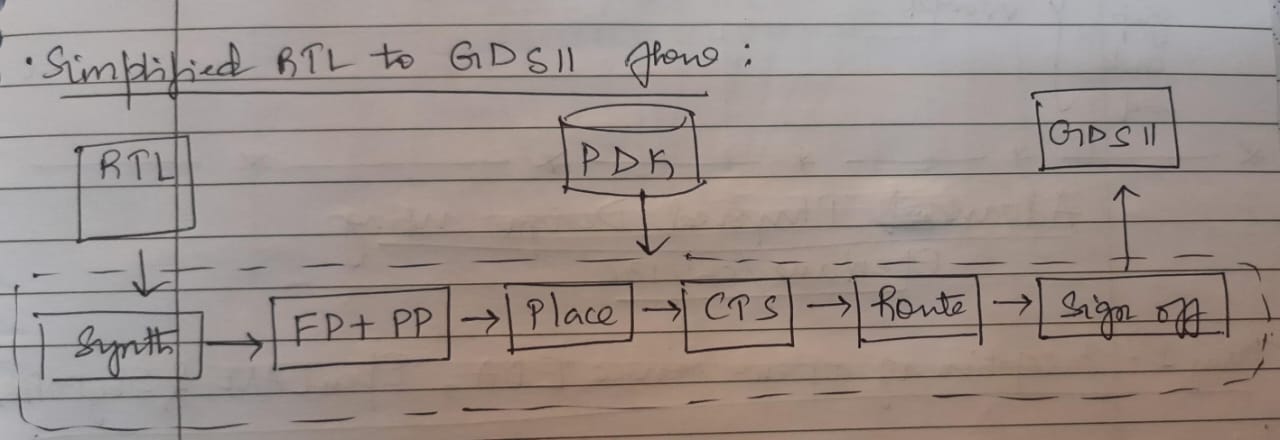 • Simplified RTL to GDSII flow:
RTL
PDK
GDSII
Synth
FP + PP
Place
CTS
Route
Sign off